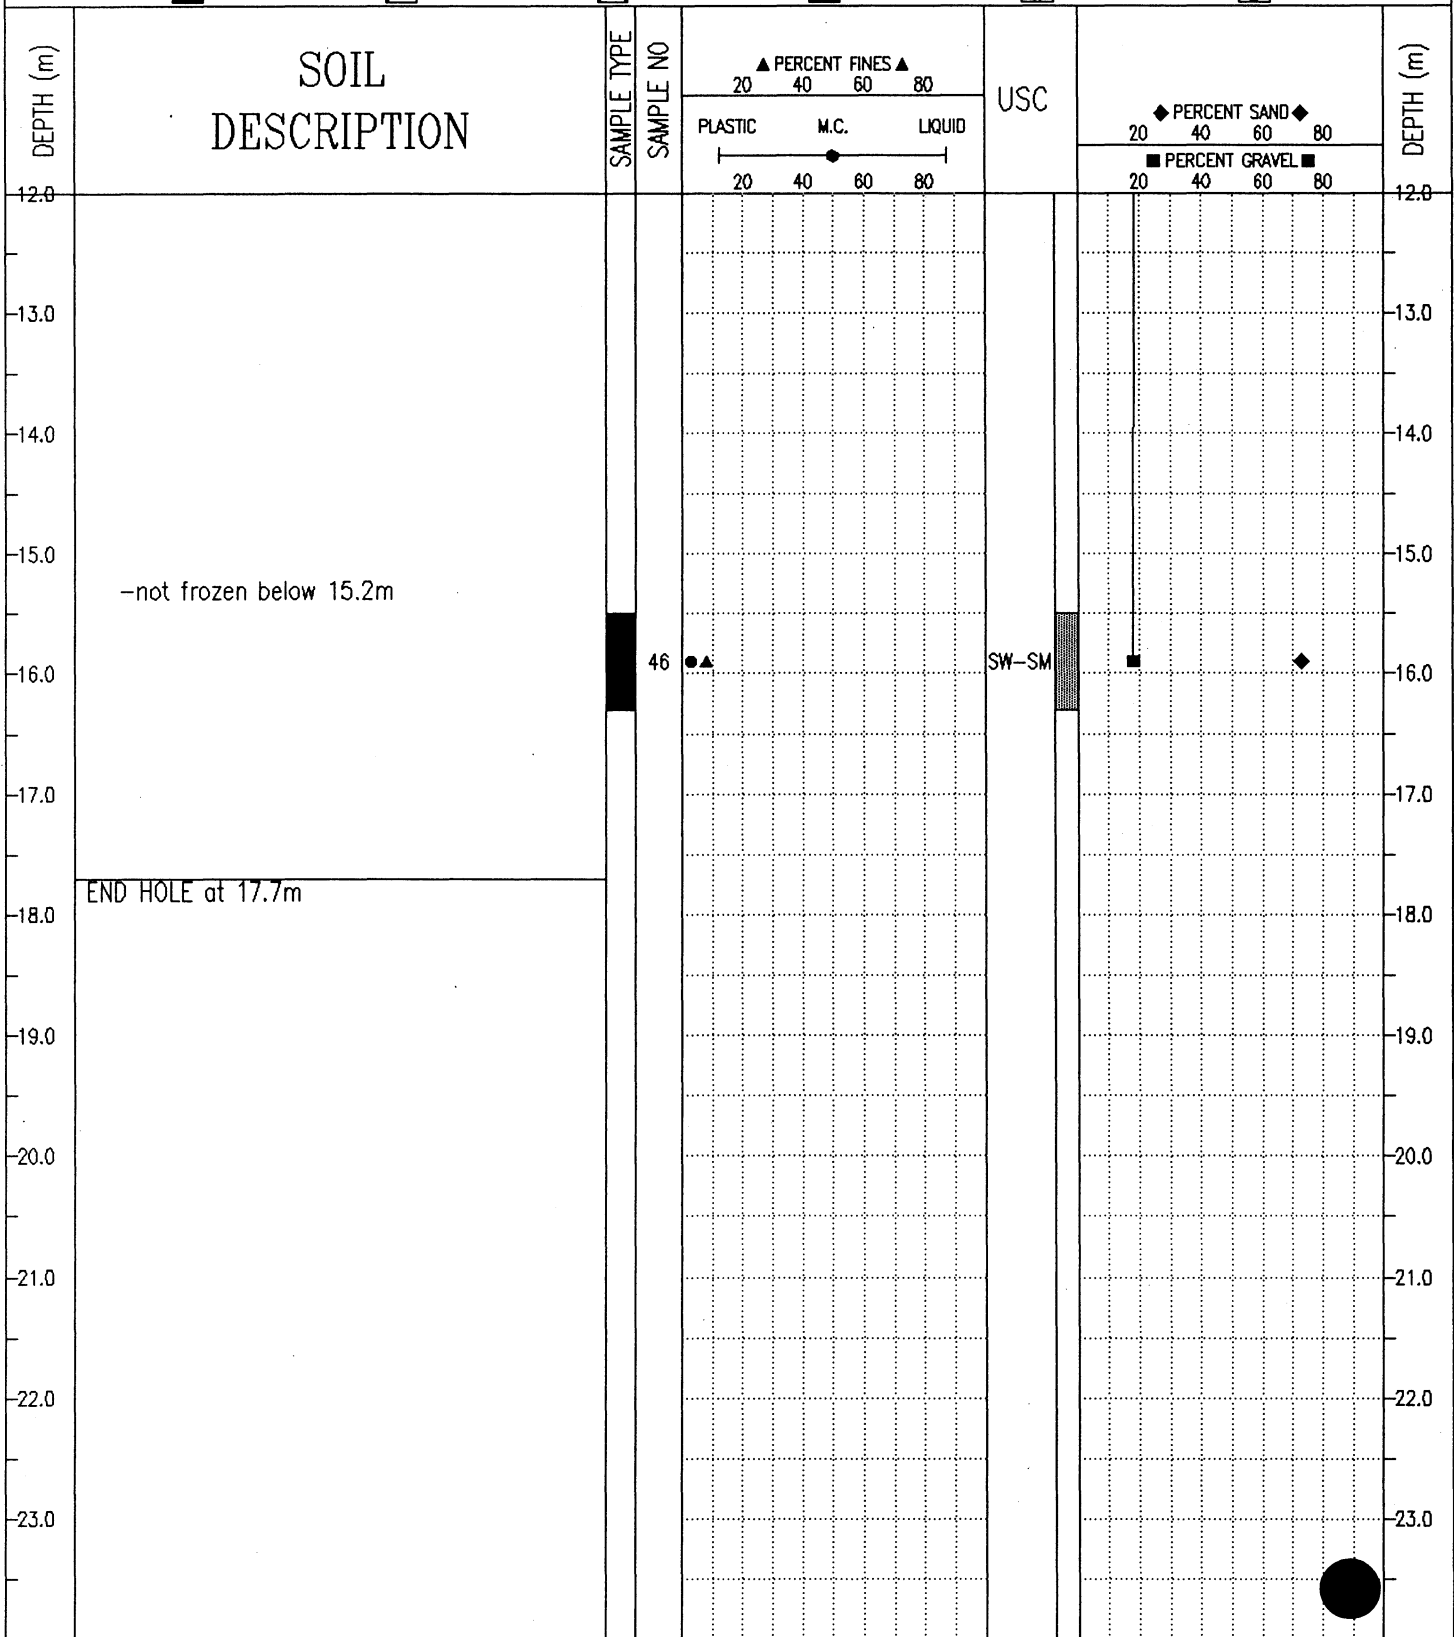 DEPTH (m)
SOIL
DESCRIPTION
SAMPLE TYPE
SAMPLE NO
▲ PERCENT FINES ▲
20 40 60 80
PLASTIC M.C. LIQUID
20 40 60 80
USC
◆ PERCENT SAND ◆
20 40 60 80
■ PERCENT GRAVEL ■
20 40 60 80
DEPTH (m)
12.0 12.0
13.0 13.0
14.0 14.0
15.0 15.0
-not frozen below 15.2m
46 SW-SM
16.0 16.0
17.0 17.0
END HOLE at 17.7m
18.0 18.0
19.0 19.0
20.0 20.0
21.0 21.0
22.0 22.0
23.0 23.0